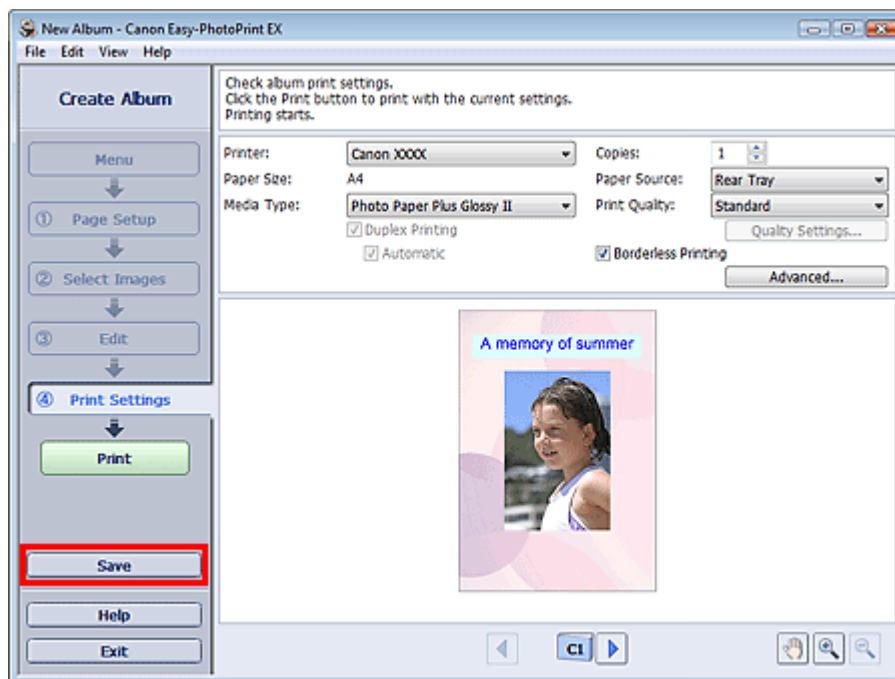 New Album - Canon Easy-PhotoPrint EX
File Edit View Help
Create Album
Menu
① Page Setup
② Select Images
③ Edit
④ Print Settings
Print
Save
Help
Exit
Check album print settings.
Click the Print button to print with the current settings.
Printing starts.
Printer: Canon XXXX Copies: 1
Paper Size: A4 Paper Source: Rear Tray
Media Type: Photo Paper Plus Glossy II Print Quality: Standard
Duplex Printing Quality Settings...
Automatic Borderless Printing
Advanced...
A memory of summer
C1